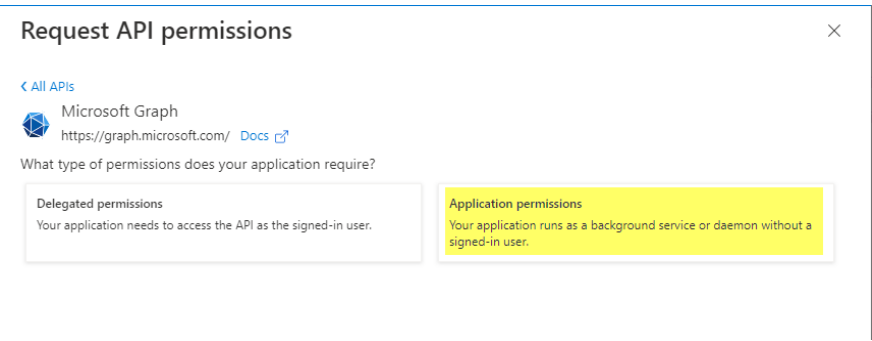 Request API permissions
All APIs
Microsoft Graph
https://graph.microsoft.com/ Docs
What type of permissions does your application require?
Delegated permissions
Your application needs to access the API as the signed-in user.
Application permissions
Your application runs as a background service or daemon without a
signed-in user.